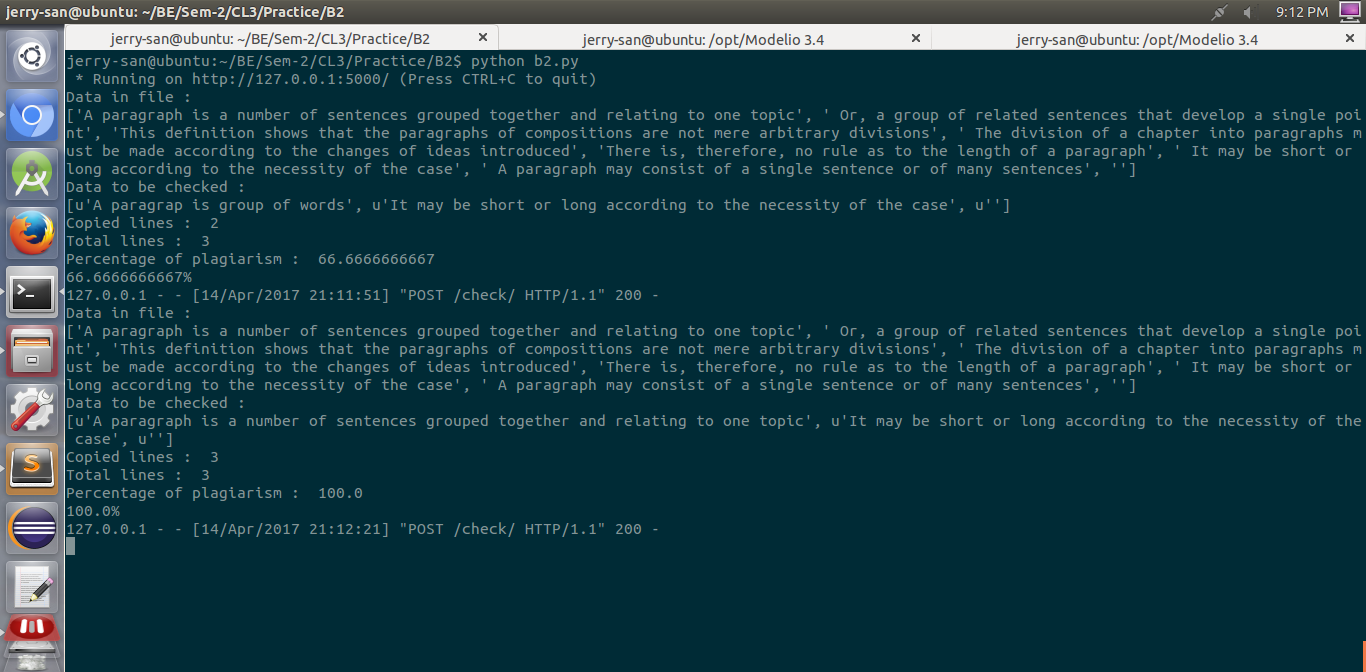 jerry-san@ubuntu: ~/BE/Sem-2/CL3/Practice/B2
9:12 PM
jerry-san@ubuntu: ~/BE/Sem-2/CL3/Practice/B2
jerry-san@ubuntu: /opt/Modelio 3.4
jerry-san@ubuntu: /opt/Modelio 3.4
jerry-san@ubuntu:~/BE/Sem-2/CL3/Practice/B2$ python b2.py
 * Running on http://127.0.0.1:5000/ (Press CTRL+C to quit)
Data in file :
['A paragraph is a number of sentences grouped together and relating to one topic', ' Or, a group of related sentences that develop a single poi
nt', 'This definition shows that the paragraphs of compositions are not mere arbitrary divisions', ' The division of a chapter into paragraphs m
ust be made according to the changes of ideas introduced', 'There is, therefore, no rule as to the length of a paragraph', ' It may be short or
long according to the necessity of the case', ' A paragraph may consist of a single sentence or of many sentences', '']
Data to be checked :
[u'A paragrap is group of words', u'It may be short or long according to the necessity of the case', u'']
Copied lines :  2
Total lines :  3
Percentage of plagiarism :  66.6666666667
66.6666666667%
127.0.0.1 - - [14/Apr/2017 21:11:51] "POST /check/ HTTP/1.1" 200 -
Data in file :
['A paragraph is a number of sentences grouped together and relating to one topic', ' Or, a group of related sentences that develop a single poi
nt', 'This definition shows that the paragraphs of compositions are not mere arbitrary divisions', ' The division of a chapter into paragraphs m
ust be made according to the changes of ideas introduced', 'There is, therefore, no rule as to the length of a paragraph', ' It may be short or
long according to the necessity of the case', ' A paragraph may consist of a single sentence or of many sentences', '']
Data to be checked :
[u'A paragraph is a number of sentences grouped together and relating to one topic', u'It may be short or long according to the necessity of the
 case', u'']
Copied lines :  3
Total lines :  3
Percentage of plagiarism :  100.0
100.0%
127.0.0.1 - - [14/Apr/2017 21:12:21] "POST /check/ HTTP/1.1" 200 -